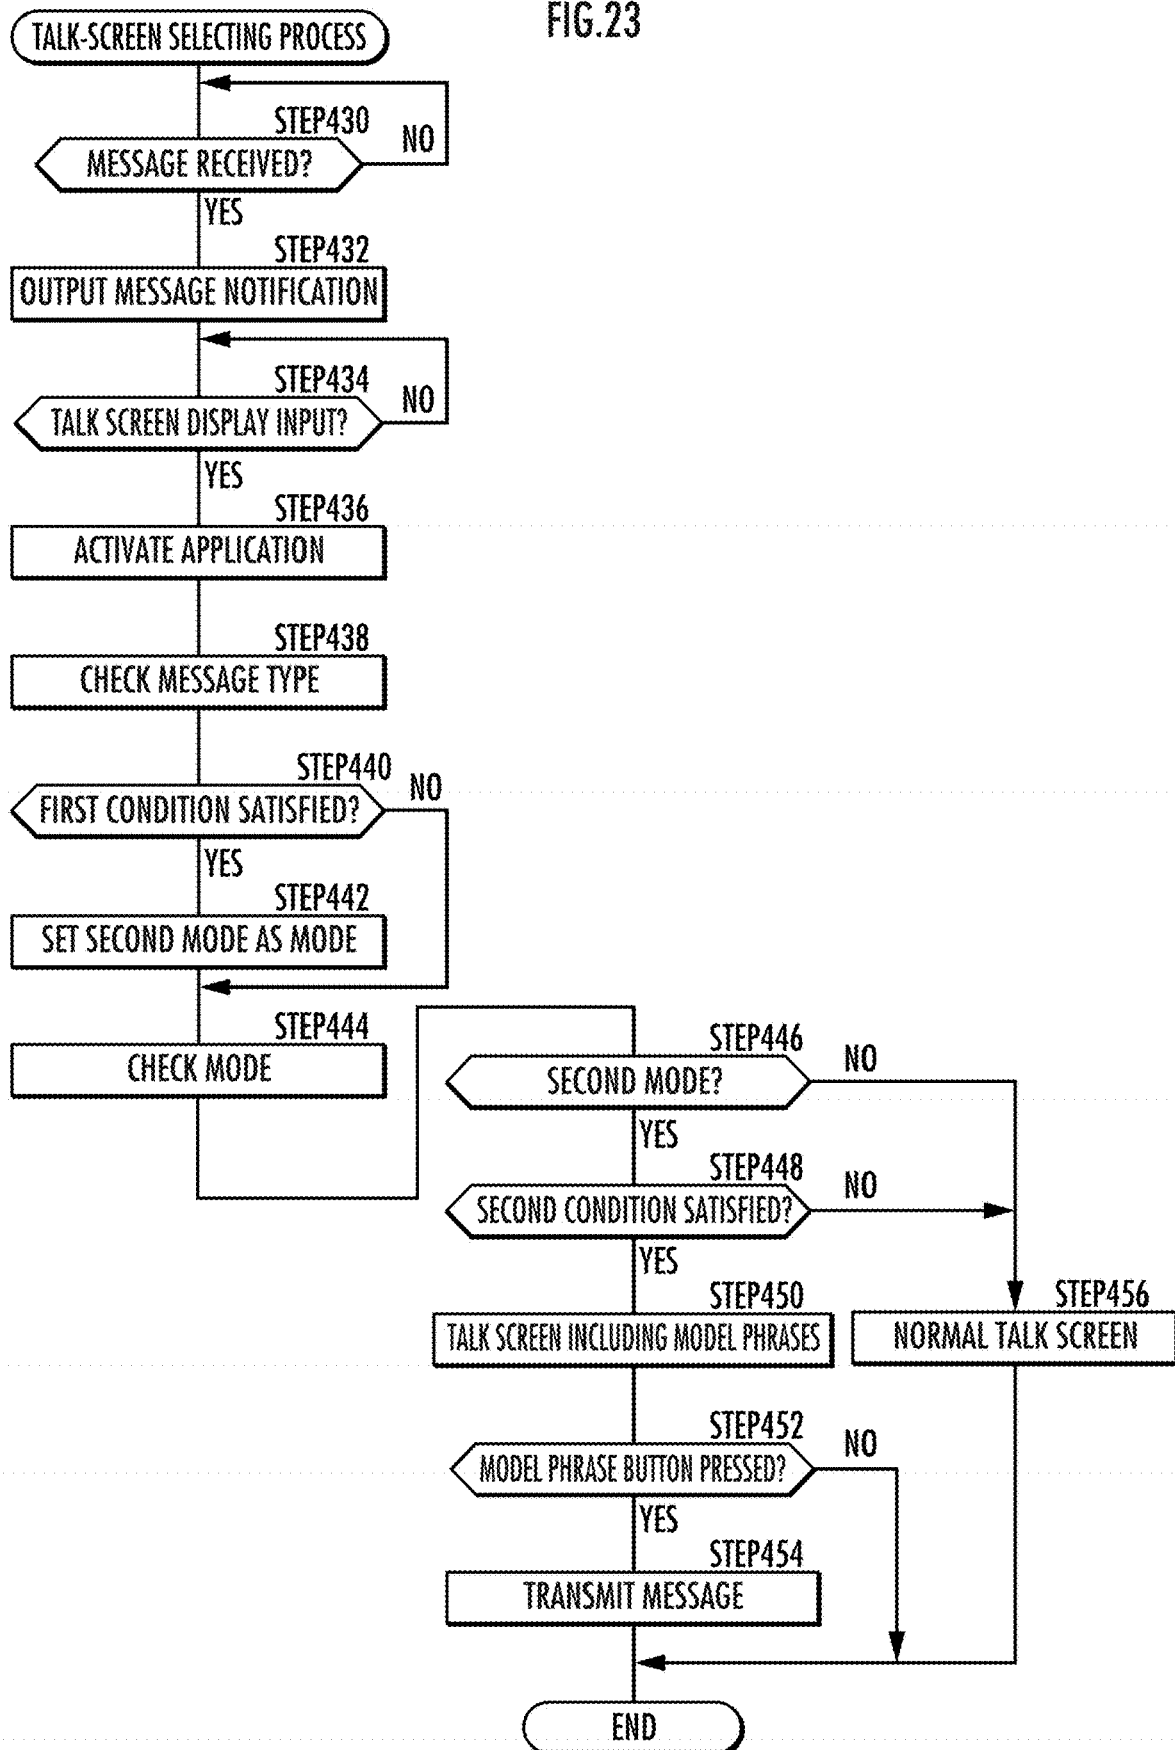 FIG.23
TALK-SCREEN SELECTING PROCESS
STEP430
NO
MESSAGE RECEIVED?
YES
STEP432
OUTPUT MESSAGE NOTIFICATION
STEP434
NO
TALK SCREEN DISPLAY INPUT?
YES
STEP436
ACTIVATE APPLICATION
STEP438
CHECK MESSAGE TYPE
STEP440
NO
FIRST CONDITION SATISFIED?
YES
STEP442
SET SECOND MODE AS MODE
STEP444
CHECK MODE
STEP446
NO
SECOND MODE?
YES
STEP448
NO
SECOND CONDITION SATISFIED?
YES
STEP450
TALK SCREEN INCLUDING MODEL PHRASES
STEP456
NORMAL TALK SCREEN
STEP452
NO
MODEL PHRASE BUTTON PRESSED?
YES
STEP454
TRANSMIT MESSAGE
END